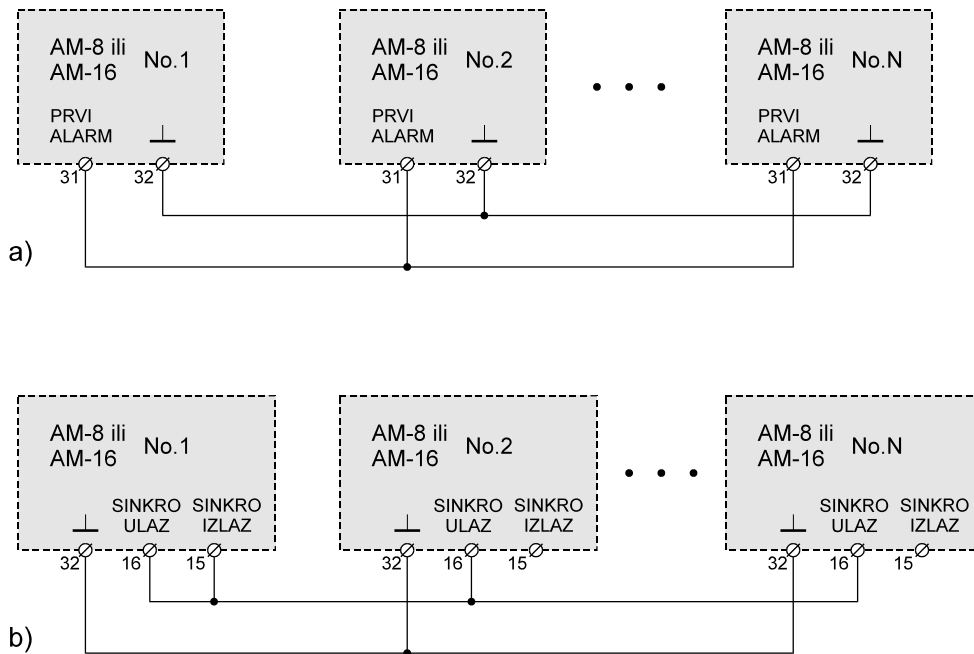 AM-8 ili
AM-16
No.1
PRVI
ALARM
31
32
AM-8 ili
AM-16
No.2
PRVI
ALARM
31
32
AM-8 ili
AM-16
No.N
PRVI
ALARM
31
32
a)
AM-8 ili
AM-16
No.1
SINKRO
ULAZ
SINKRO
IZLAZ
32
16
15
AM-8 ili
AM-16
No.2
SINKRO
ULAZ
SINKRO
IZLAZ
32
16
15
AM-8 ili
AM-16
No.N
SINKRO
ULAZ
SINKRO
IZLAZ
32
16
15
b)